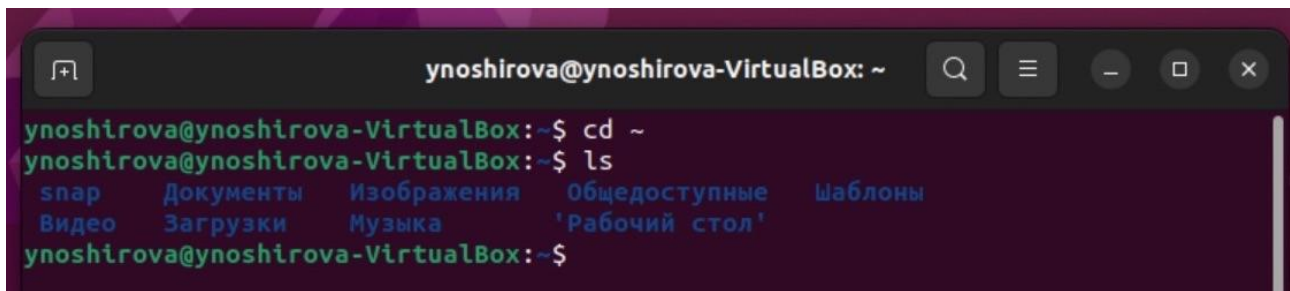 ynoshirova@ynoshirova-VirtualBox: ~
ynoshirova@ynoshirova-VirtualBox:~$ cd ~
ynoshirova@ynoshirova-VirtualBox:~$ ls
snap Документы Изображения Общедоступные Шаблоны
Видео Загрузки Музыка 'Рабочий стол'
ynoshirova@ynoshirova-VirtualBox:~$